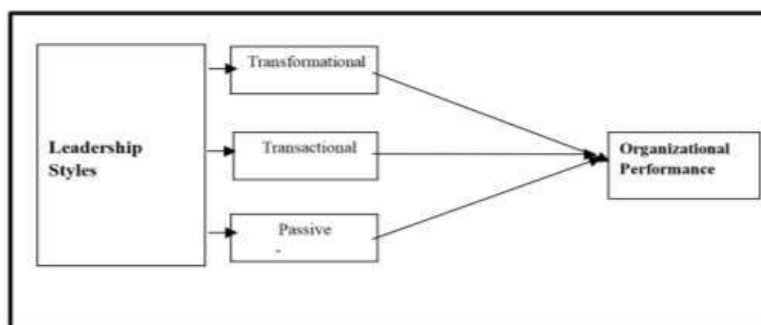 Transformational
Leadership
Styles
Transactional
Passive
Organizational
Performance